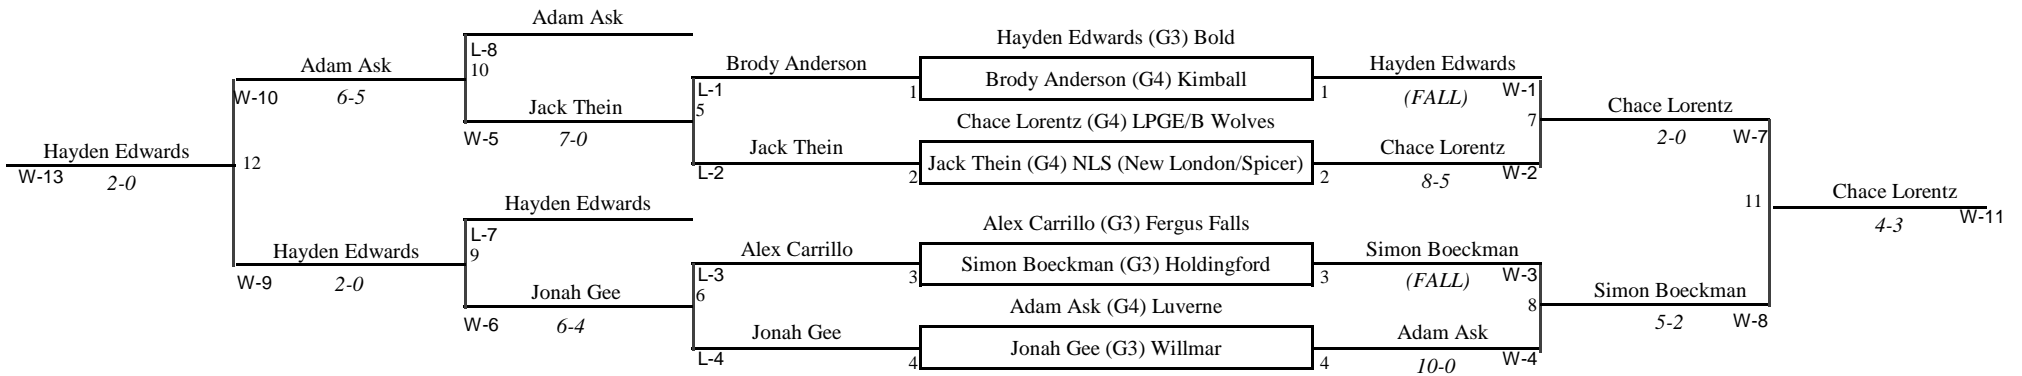 Adam Ask
L-8
10
Adam Ask
6-5
W-10
Jack Thein
7-0
W-5
Hayden Edwards
2-0
W-13
12
Hayden Edwards
L-7
9
Hayden Edwards
2-0
W-9
Jonah Gee
6-4
W-6
Brody Anderson
L-1
5
1
Jack Thein
L-2
2
Alex Carrillo
L-3
6
3
Jonah Gee
L-4
4
Hayden Edwards (G3) Bold
Brody Anderson (G4) Kimball
Chace Lorentz (G4) LPGE/B Wolves
Jack Thein (G4) NLS (New London/Spicer)
Alex Carrillo (G3) Fergus Falls
Simon Boeckman (G3) Holdingford
Adam Ask (G4) Luverne
Jonah Gee (G3) Willmar
Hayden Edwards
1
(FALL)
W-1
7
Chace Lorentz
2
8-5
W-2
Simon Boeckman
3
(FALL)
W-3
8
Adam Ask
4
10-0
W-4
Chace Lorentz
2-0
W-7
11
Simon Boeckman
5-2
W-8
Chace Lorentz
4-3
W-11